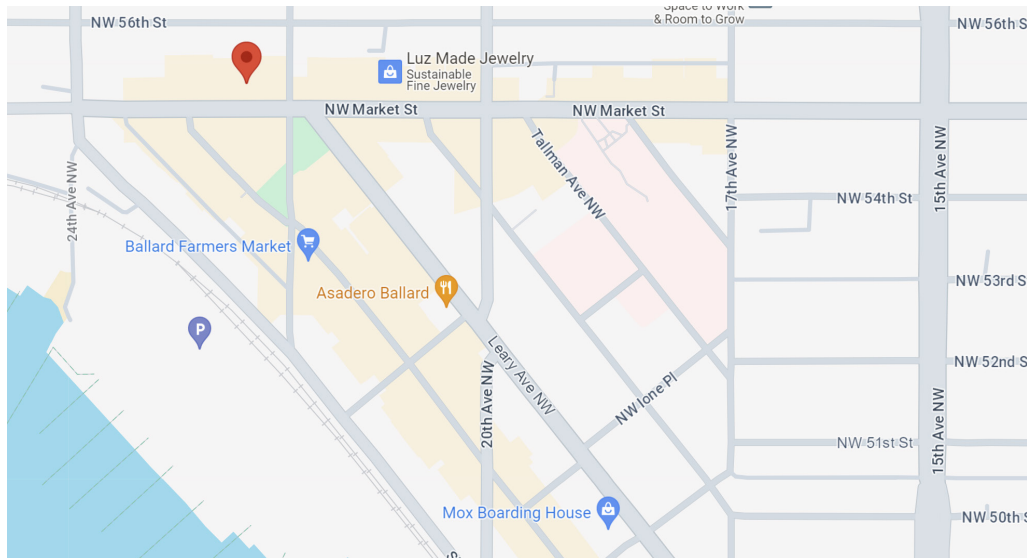 Space to Work
& Room to Grow
NW 56th St
NW 56th St
Luz Made Jewelry
Sustainable
Fine Jewelry
NW Market St
NW Market St
Tallman Ave NW
17th Ave NW
15th Ave NW
24th Ave NW
NW 54th St
Ballard Farmers Market
Asadero Ballard
NW 53rd S
P
Leary Ave NW
NW 52nd S
NW Ione Pl
20th Ave NW
15th Ave NW
NW 51st St
Mox Boarding House
NW 50th S